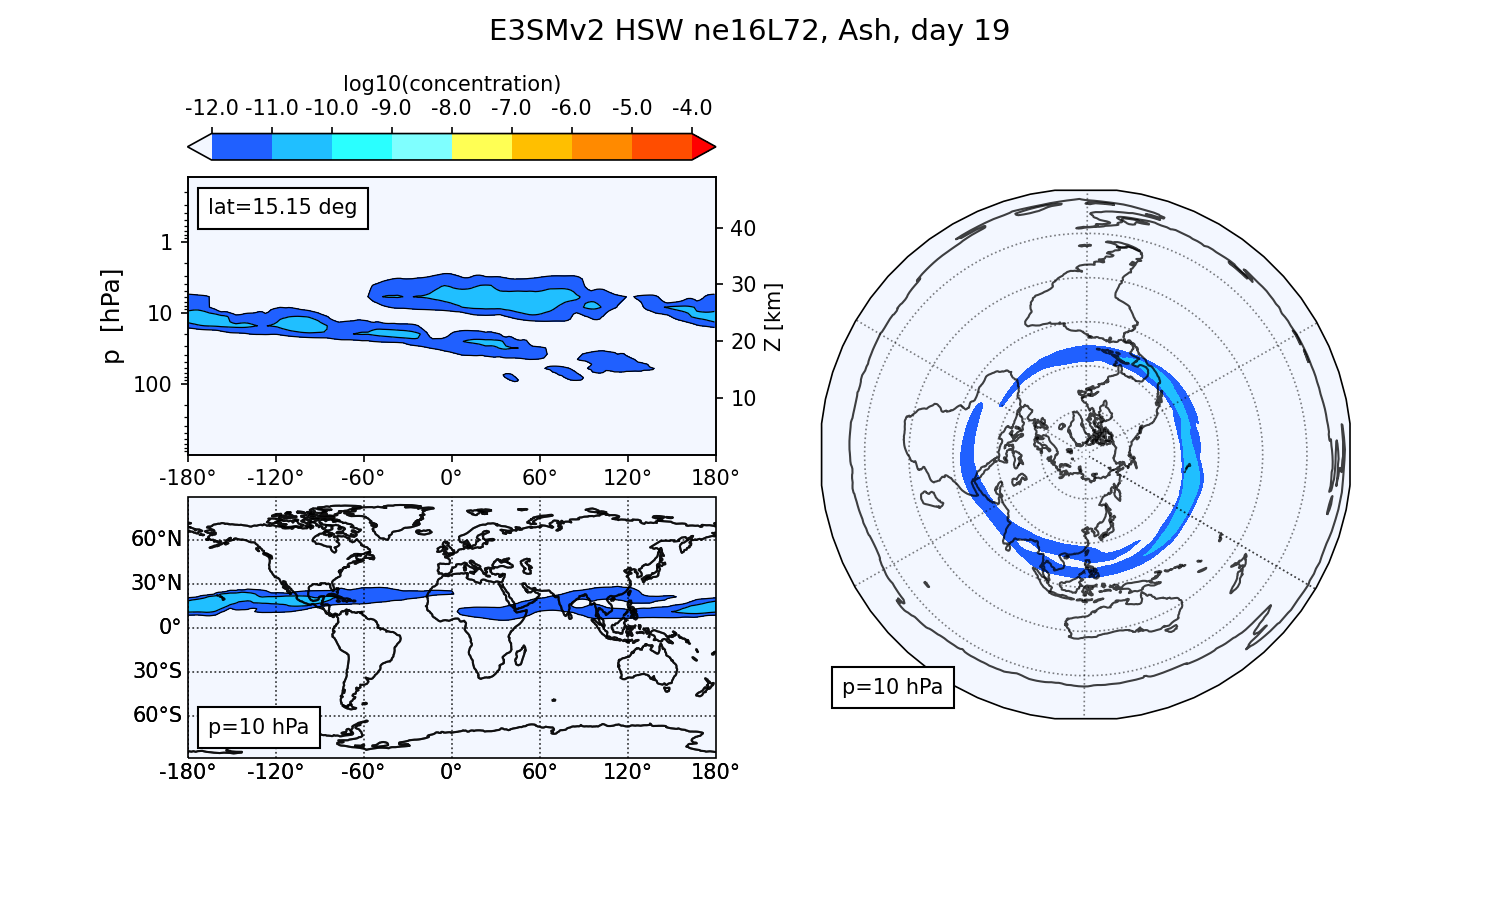 E3SMv2 HSW ne16L72, Ash, day 19
log10(concentration)
-12.0 -11.0 -10.0 -9.0 -8.0 -7.0 -6.0 -5.0 -4.0
lat=15.15 deg
p [hPa]
1
10
100
40
30
20
10
Z [km]
-180° -120° -60° 0° 60° 120° 180°
60°N
30°N
0°
30°S
60°S
p=10 hPa
-180° -120° -60° 0° 60° 120° 180°
p=10 hPa